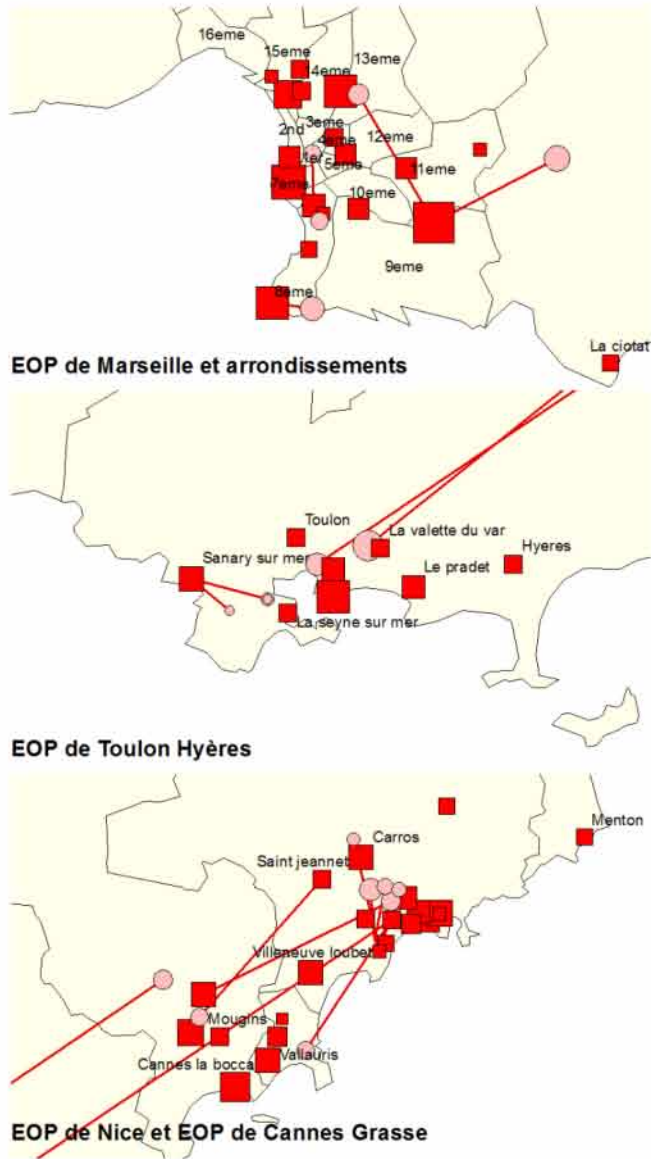 16eme
15eme
13eme
14eme
3eme
2nd
4eme
12eme
1er
5eme
11eme
7eme
10eme
9eme
8eme
La ciotat
EOP de Marseille et arrondissements
Toulon
La valette du var
Sanary sur mer
Hyeres
Le pradet
La seyne sur mer
EOP de Toulon Hyères
Menton
Carros
Saint jeannet
Villeneuve loubet
Mougins
Vallauris
Cannes la bocca
EOP de Nice et EOP de Cannes Grasse